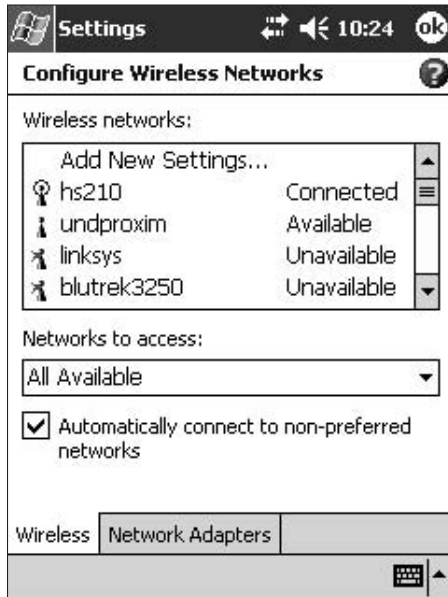 Settings 10:24 ok
Configure Wireless Networks ?
Wireless networks:
Add New Settings...
hs210 Connected
undproxim Available
linksys Unavailable
blutrek3250 Unavailable
Networks to access:
All Available
Automatically connect to non-preferred
networks
Wireless Network Adapters